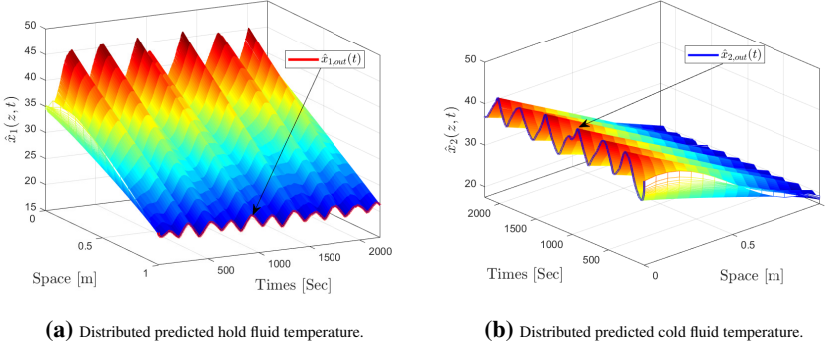 50
45
40
35
30
25
20
15
x̂₁(z, t)
0
0.5
1
Space [m]
500
1000
1500
2000
Times [Sec]
x̂₁,ₒᵤₜ(t)
50
40
30
20
x̂₂(z, t)
2000
1500
1000
500
Times [Sec]
0
0.5
Space [m]
x̂₂,ₒᵤₜ(t)
(a) Distributed predicted hold fluid temperature.
(b) Distributed predicted cold fluid temperature.